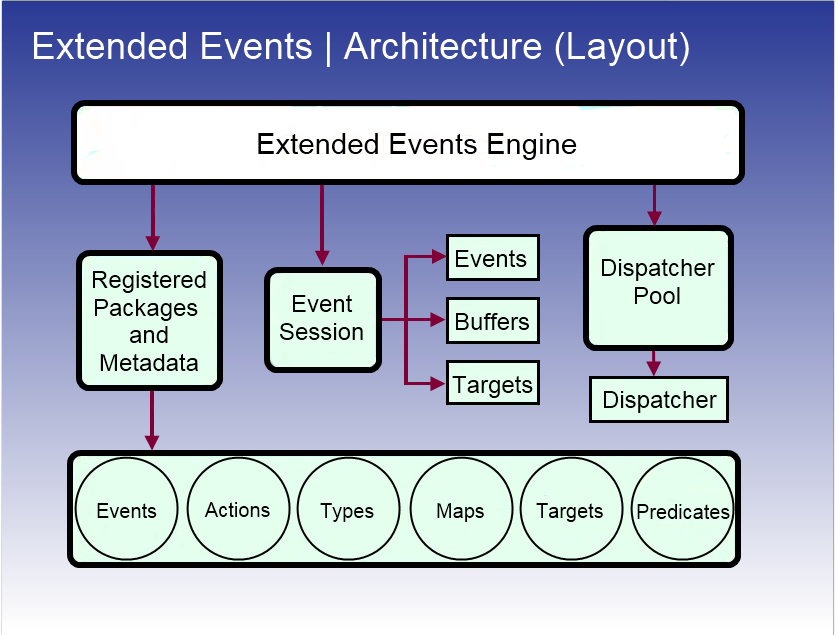 Extended Events | Architecture (Layout)
Extended Events Engine
Registered
Packages
and
Metadata
Event
Session
Events
Buffers
Targets
Dispatcher
Pool
Dispatcher
Events
Actions
Types
Maps
Targets
Predicates